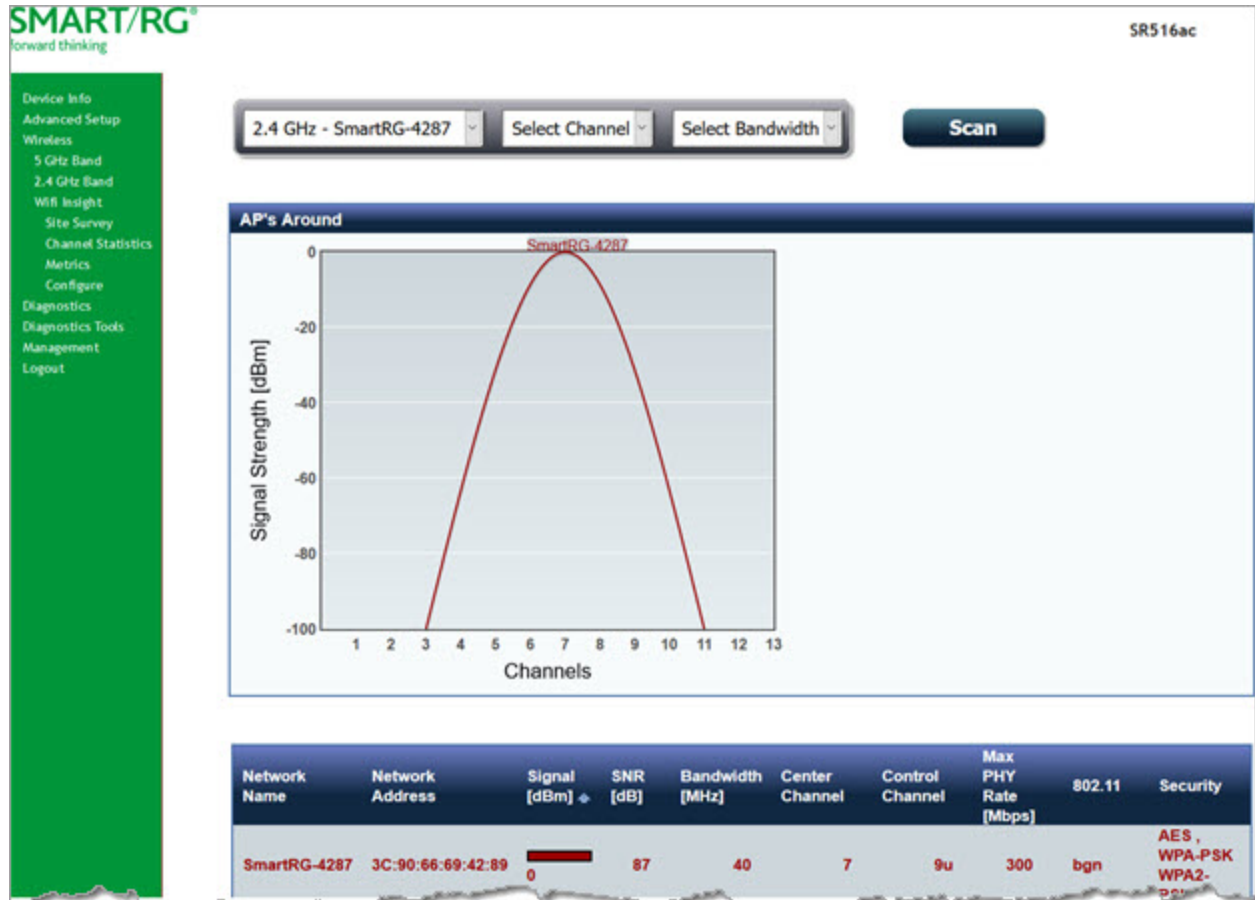 SMART/RG®
forward thinking
SR516ac
Device Info
Advanced Setup
Wireless
5 GHz Band
2.4 GHz Band
Wifi Insight
Site Survey
Channel Statistics
Metrics
Configure
Diagnostics
Diagnostics Tools
Management
Logout
2.4 GHz - SmartRG-4287 Select Channel Select Bandwidth Scan
AP's Around
SmartRG-4287
0
-20
-40
-60
-80
-100
Signal Strength [dBm]
1 2 3 4 5 6 7 8 9 10 11 12 13
Channels
Network Name Network Address Signal [dBm] SNR [dB] Bandwidth [MHz] Center Channel Control Channel Max PHY Rate [Mbps] 802.11 Security
SmartRG-4287 3C:90:66:69:42:89 0 87 40 7 9u 300 bgn AES , WPA-PSK WPA2-